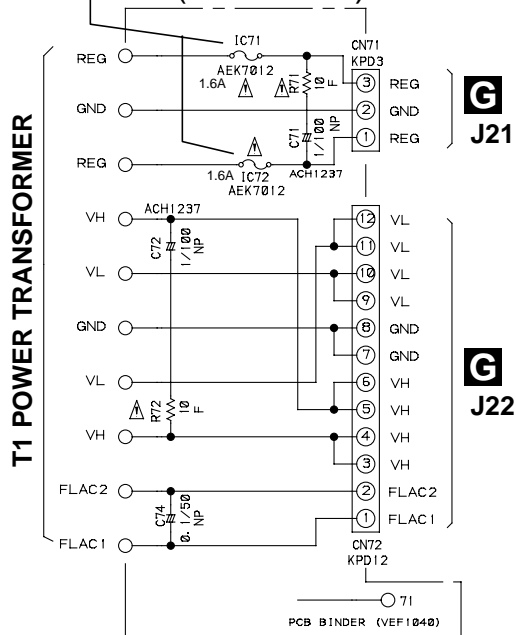 T1 POWER TRANSFORMER
REG
IC71
AEK7012
1.6A
R71
10
F
CN71
KPD3
3 REG
G
J21
GND
C71
1/100
NP
2 GND
1 REG
REG
1.6A
IC72
AEK7012
ACH1237
VH
ACH1237
C72
1/100
NP
12 VL
11 VL
VL
10 VL
9 VL
GND
8 GND
7 GND
G
J22
VL
R72
10
F
6 VH
5 VH
VH
4 VH
3 VH
FLAC2
C74
0.1/50
NP
2 FLAC2
FLAC1
1 FLAC1
CN72
KPD12
71
PCB BINDER (VEF1040)